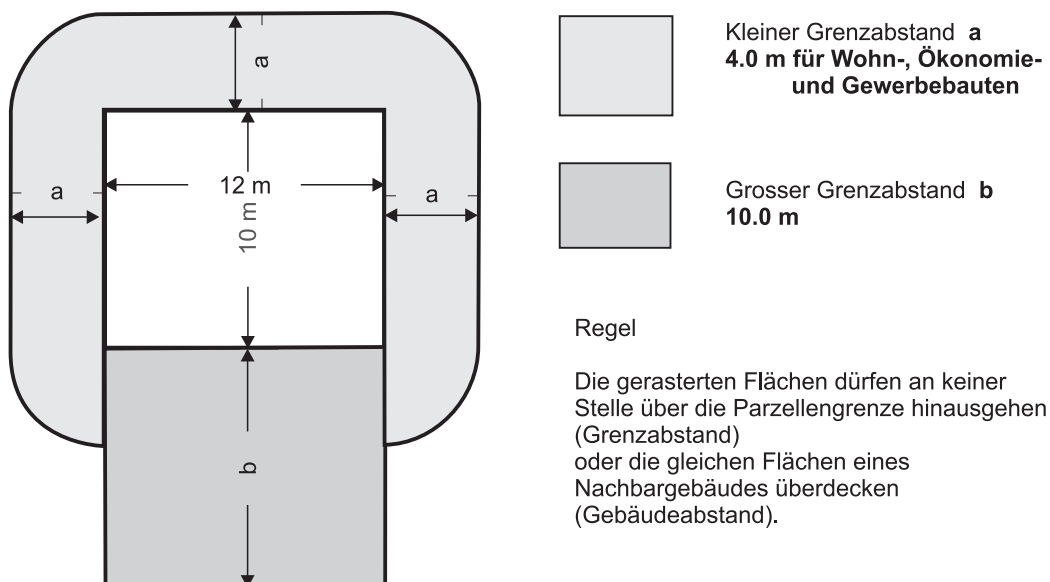 a
a
12 m
a
10 m
b
Kleiner Grenzabstand a
4.0 m für Wohn-, Ökonomie-
und Gewerbebauten
Grosser Grenzabstand b
10.0 m
Regel
Die gerasterten Flächen dürfen an keiner
Stelle über die Parzellengrenze hinausgehen
(Grenzabstand)
oder die gleichen Flächen eines
Nachbargebäudes überdecken
(Gebäudeabstand).